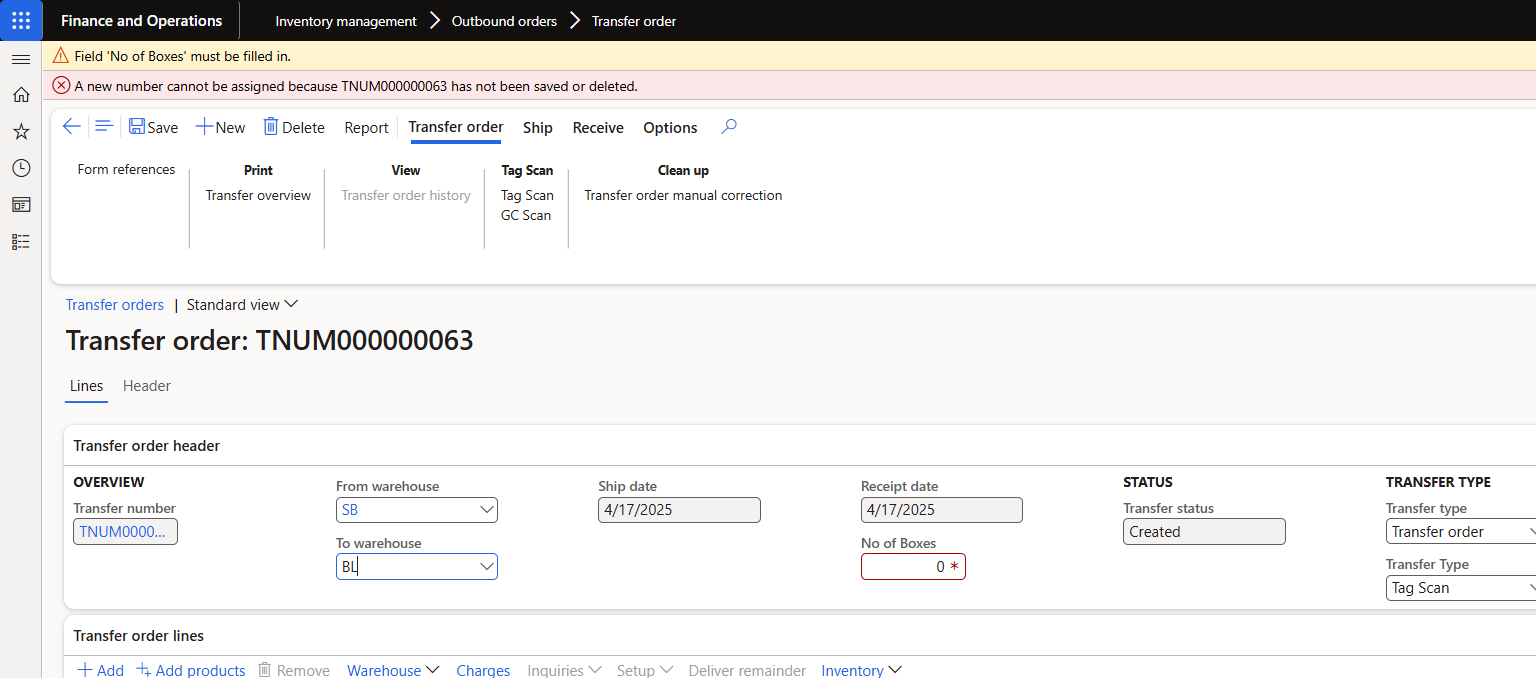 Finance and Operations
Inventory management Outbound orders Transfer order
Field 'No of Boxes' must be filled in.
A new number cannot be assigned because TNUM000000063 has not been saved or deleted.
Save New Delete Report Transfer order Ship Receive Options
Form references Print View Tag Scan Clean up
Transfer overview Transfer order history Tag Scan Transfer order manual correction
GC Scan
Transfer orders | Standard view
Transfer order: TNUM000000063
Lines Header
Transfer order header
OVERVIEW From warehouse Ship date Receipt date STATUS TRANSFER TYPE
Transfer number SB 4/17/2025 4/17/2025 Transfer status Transfer type
TNUM0000... Created Transfer order
To warehouse No of Boxes Transfer Type
BL 0 * Tag Scan
Transfer order lines
Add Add products Remove Warehouse Charges Inquiries Setup Deliver remainder Inventory